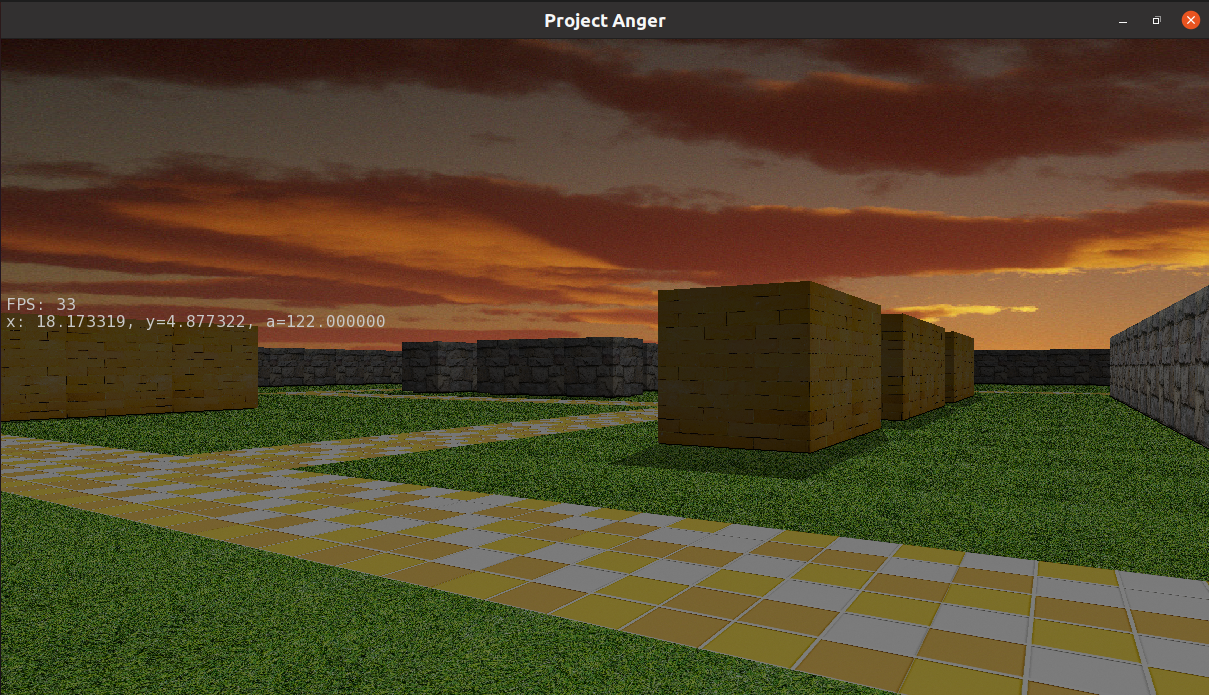 Project Anger
FPS: 33
x: 18.173319, y=4.877322, a=122.000000